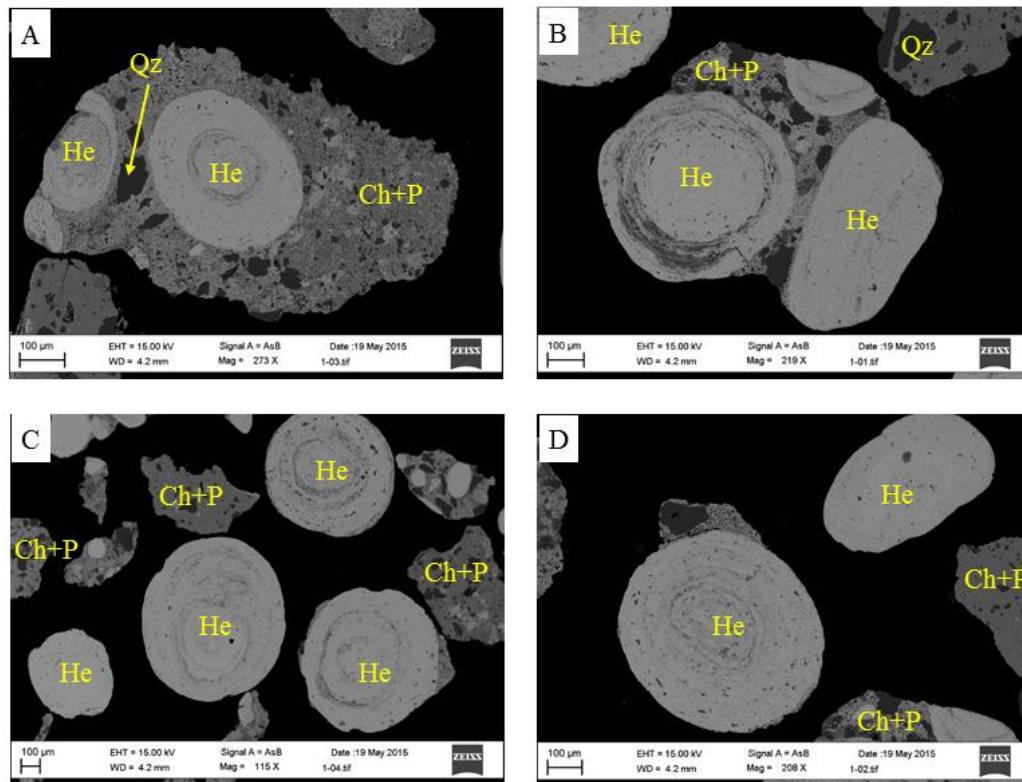 A
Qz
He
He
Ch+P
100 µm
EHT = 15.00 kV
Signal A = AsB
Date :19 May 2015
WD = 4.2 mm
Mag = 273 X
1-03.tif
ZEISS
B
He
Ch+P
Qz
He
He
100 µm
EHT = 15.00 kV
Signal A = AsB
Date :19 May 2015
WD = 4.2 mm
Mag = 219 X
1-01.tif
ZEISS
C
He
Ch+P
Ch+P
Ch+P
He
He
He
100 µm
EHT = 15.00 kV
Signal A = AsB
Date :19 May 2015
WD = 4.2 mm
Mag = 115 X
1-04.tif
ZEISS
D
He
Ch+P
He
Ch+P
100 µm
EHT = 15.00 kV
Signal A = AsB
Date :19 May 2015
WD = 4.2 mm
Mag = 208 X
1-02.tif
ZEISS